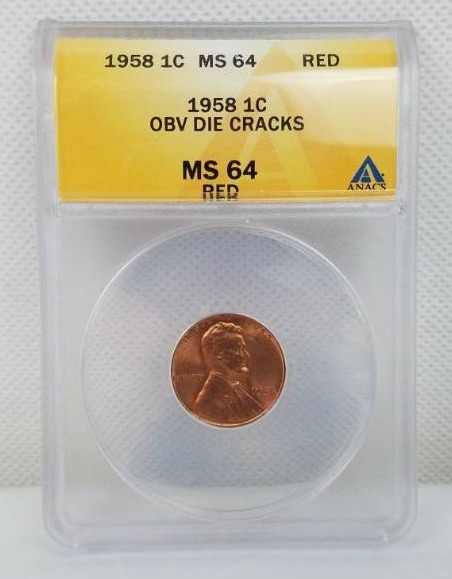 1958 1C MS 64 RED
1958 1C
OBV DIE CRACKS
MS 64
RED
ANACS